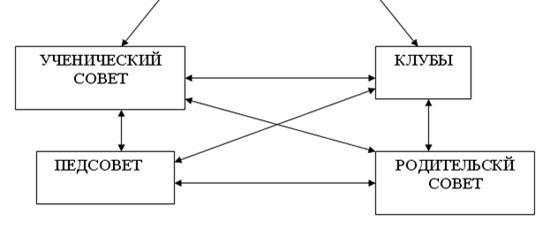 УЧЕНИЧЕСКИЙ
СОВЕТ
КЛУБЫ
ПЕДСОВЕТ
РОДИТЕЛЬСКЙ
СОВЕТ